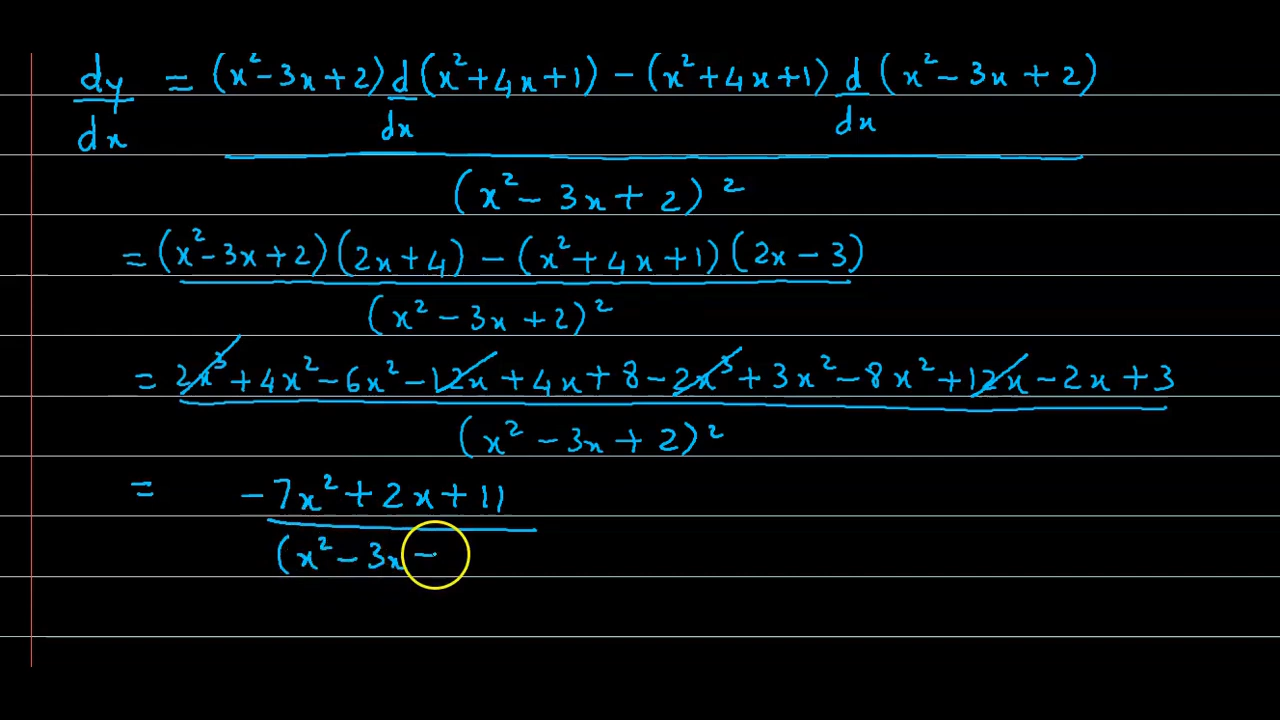 dy/dx = (x²-3x+2) d/dx (x²+4x+1) - (x²+4x+1) d/dx (x²-3x+2)
(x²-3x+2)²
= (x²-3x+2)(2x+4) - (x²+4x+1)(2x-3)
(x²-3x+2)²
= 2x³+4x²-6x²-12x+4x+8-2x³+3x²-8x²+12x-2x+3
(x²-3x+2)²
= -7x²+2x+11
(x²-3x-